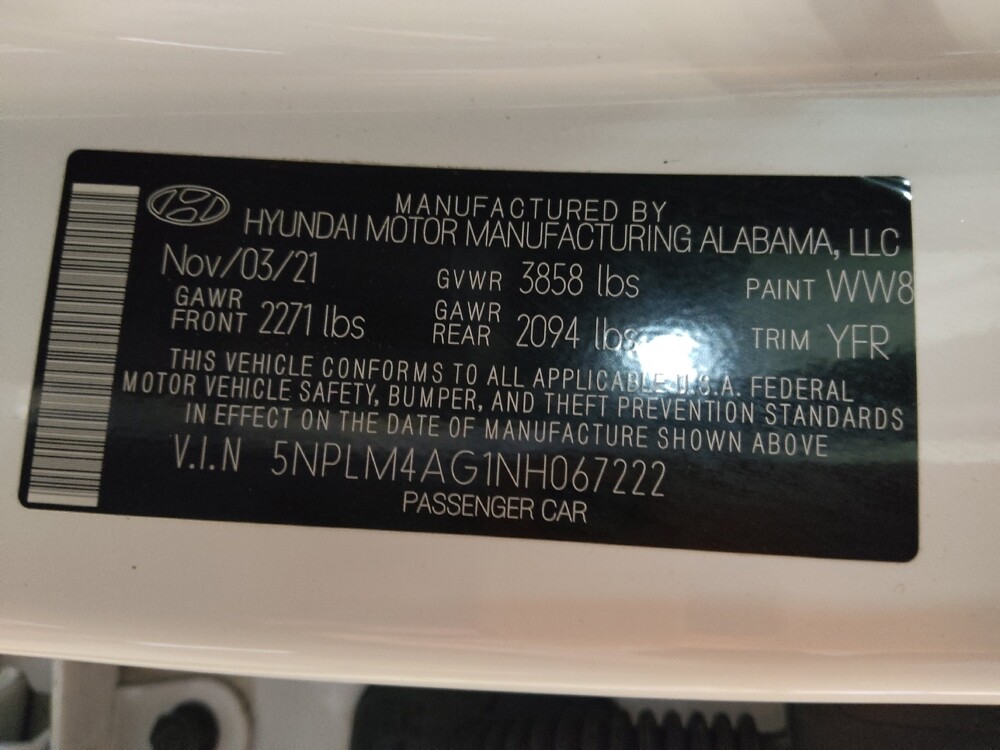 MANUFACTURED BY
HYUNDAI MOTOR MANUFACTURING ALABAMA, LLC
Nov/03/21 GVWR 3858 lbs PAINT WW8
GAWR FRONT 2271 lbs GAWR REAR 2094 lbs TRIM YFR
THIS VEHICLE CONFORMS TO ALL APPLICABLE U.S.A. FEDERAL
MOTOR VEHICLE SAFETY, BUMPER, AND THEFT PREVENTION STANDARDS
IN EFFECT ON THE DATE OF MANUFACTURE SHOWN ABOVE
V.I.N 5NPLM4AG1NH067222
PASSENGER CAR